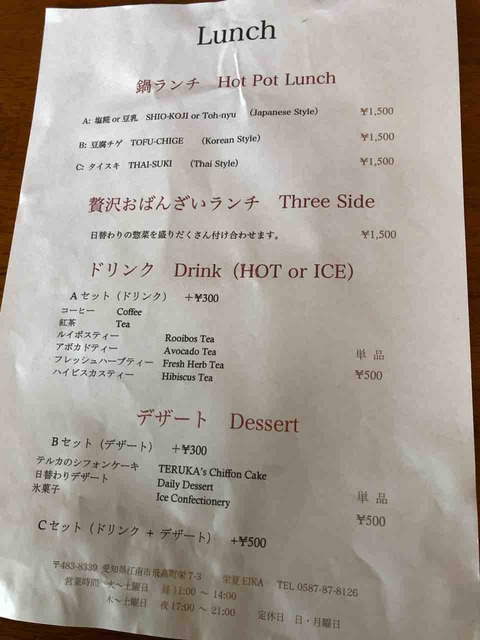 Lunch
鍋ランチ Hot Pot Lunch
A: 塩糀 or 豆乳 SHIO-KOJI or Toh-nyu (Japanese Style) ¥1,500
B: 豆腐チゲ TOFU-CHIGE (Korean Style) ¥1,500
C: タイスキ THAI-SUKI (Thai Style) ¥1,500
贅沢おばんざいランチ Three Side
日替わりの惣菜を盛りだくさん付け合わせます。 ¥1,500
ドリンク Drink (HOT or ICE)
Aセット(ドリンク) +¥300
コーヒー Coffee
紅茶 Tea
ルイボスティー Rooibos Tea
アボカドティー Avocado Tea 単品
フレッシュハーブティー Fresh Herb Tea
ハイビスカスティー Hibiscus Tea ¥500
デザート Dessert
Bセット(デザート) +¥300
テルカのシフォンケーキ TERUKA's Chiffon Cake
日替わりデザート Daily Dessert
氷菓子 Ice Confectionery 単品
¥500
Cセット(ドリンク + デザート) +¥500
〒483-8339 愛知県江南市飛高町栄7-3 栄夏 EIKA TEL 0587-87-8126
営業時間 火〜土曜日 昼 11:00 〜 14:00
木〜土曜日 夜 17:00 〜 21:00 定休日 日・月曜日